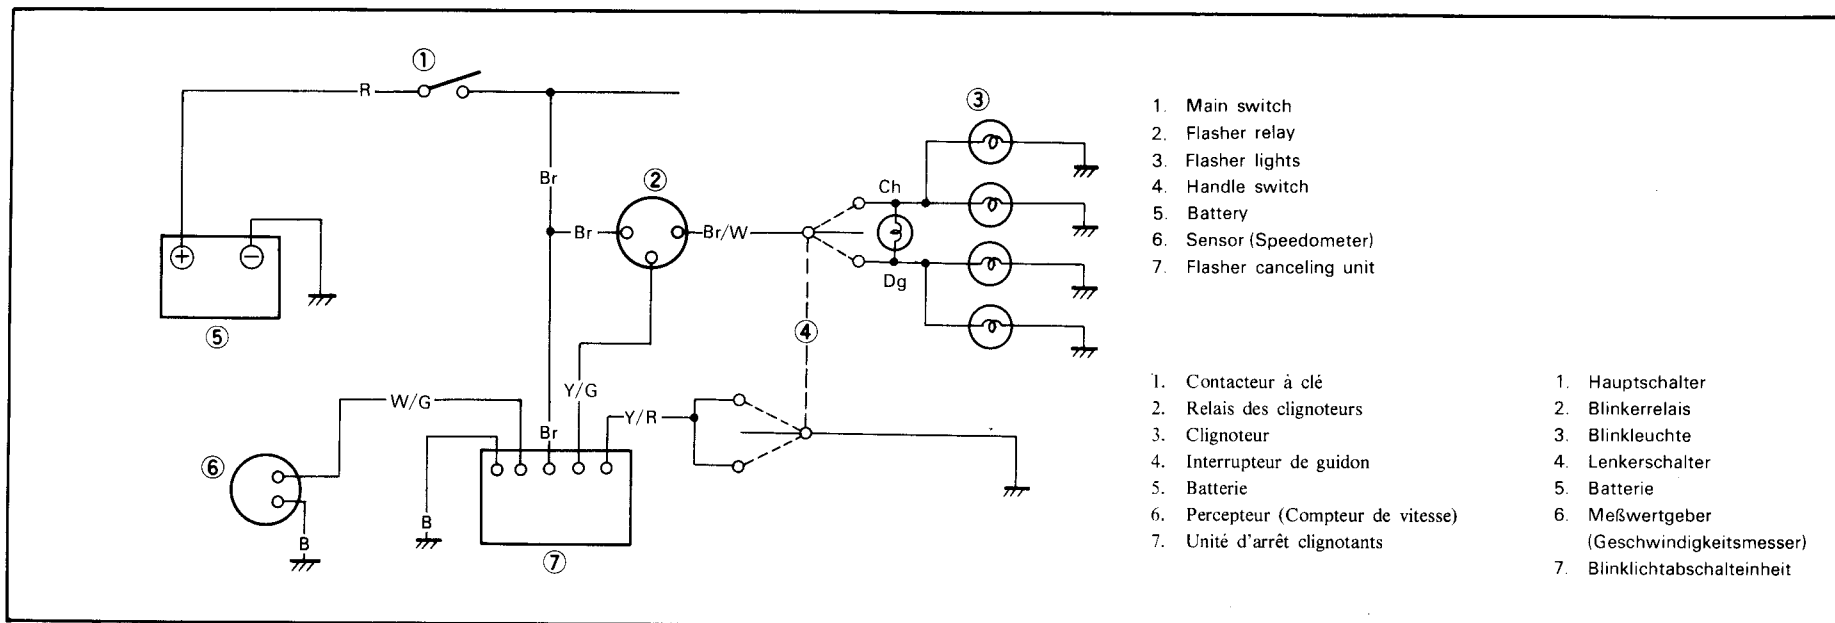 ①
R
③
Br
②
Ch
Br
Br/W
+
−
Dg
⑤
④
W/G
Y/G
Y/R
Br
⑥
B
B
⑦
1. Main switch
2. Flasher relay
3. Flasher lights
4. Handle switch
5. Battery
6. Sensor (Speedometer)
7. Flasher canceling unit
1. Contacteur à clé
2. Relais des clignoteurs
3. Clignoteur
4. Interrupteur de guidon
5. Batterie
6. Percepteur (Compteur de vitesse)
7. Unité d'arrêt clignotants
1. Hauptschalter
2. Blinkerrelais
3. Blinkleuchte
4. Lenkerschalter
5. Batterie
6. Meßwertgeber
(Geschwindigkeitsmesser)
7. Blinklichtabschalteinheit